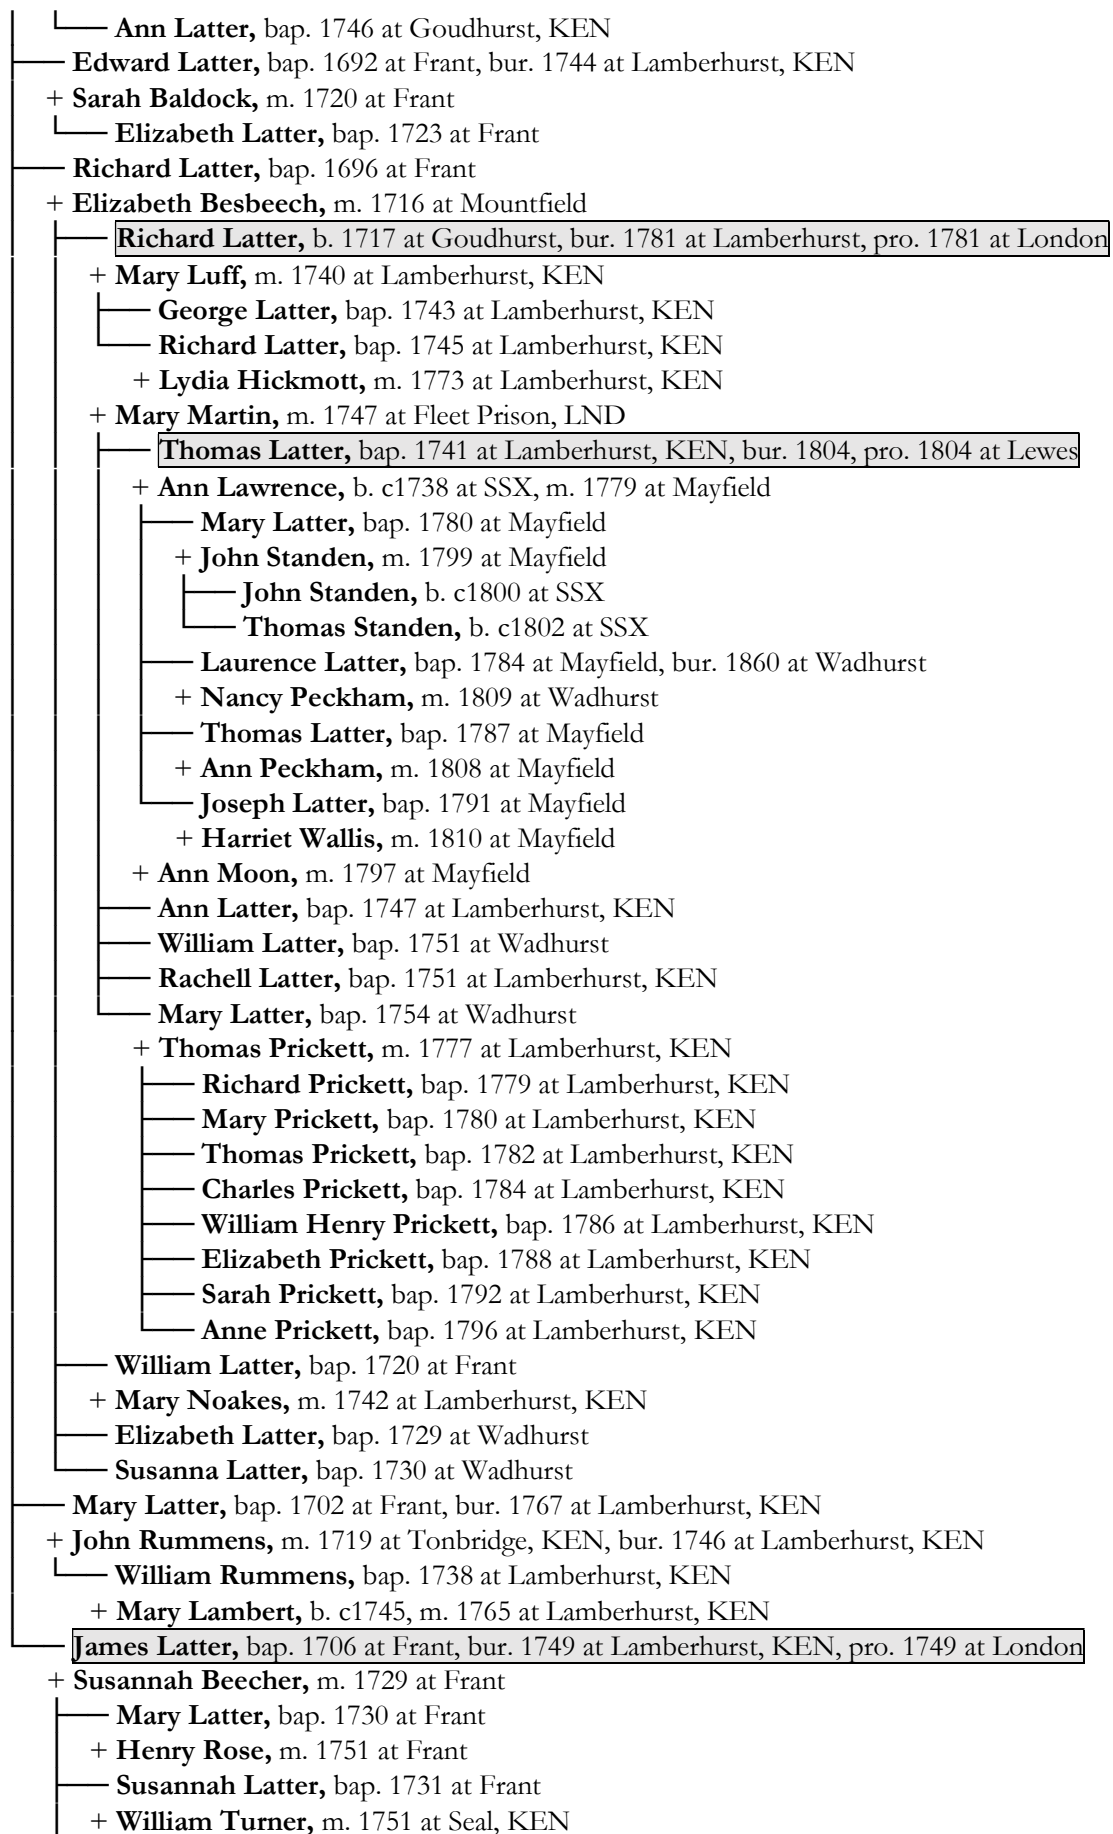 Ann Latter, bap. 1746 at Goudhurst, KEN
Edward Latter, bap. 1692 at Frant, bur. 1744 at Lamberhurst, KEN
+ Sarah Baldock, m. 1720 at Frant
Elizabeth Latter, bap. 1723 at Frant
Richard Latter, bap. 1696 at Frant
+ Elizabeth Besbeech, m. 1716 at Mountfield
Richard Latter, b. 1717 at Goudhurst, bur. 1781 at Lamberhurst, pro. 1781 at London
+ Mary Luff, m. 1740 at Lamberhurst, KEN
George Latter, bap. 1743 at Lamberhurst, KEN
Richard Latter, bap. 1745 at Lamberhurst, KEN
+ Lydia Hickmott, m. 1773 at Lamberhurst, KEN
+ Mary Martin, m. 1747 at Fleet Prison, LND
Thomas Latter, bap. 1741 at Lamberhurst, KEN, bur. 1804, pro. 1804 at Lewes
+ Ann Lawrence, b. c1738 at SSX, m. 1779 at Mayfield
Mary Latter, bap. 1780 at Mayfield
+ John Standen, m. 1799 at Mayfield
John Standen, b. c1800 at SSX
Thomas Standen, b. c1802 at SSX
Laurence Latter, bap. 1784 at Mayfield, bur. 1860 at Wadhurst
+ Nancy Peckham, m. 1809 at Wadhurst
Thomas Latter, bap. 1787 at Mayfield
+ Ann Peckham, m. 1808 at Mayfield
Joseph Latter, bap. 1791 at Mayfield
+ Harriet Wallis, m. 1810 at Mayfield
+ Ann Moon, m. 1797 at Mayfield
Ann Latter, bap. 1747 at Lamberhurst, KEN
William Latter, bap. 1751 at Wadhurst
Rachell Latter, bap. 1751 at Lamberhurst, KEN
Mary Latter, bap. 1754 at Wadhurst
+ Thomas Prickett, m. 1777 at Lamberhurst, KEN
Richard Prickett, bap. 1779 at Lamberhurst, KEN
Mary Prickett, bap. 1780 at Lamberhurst, KEN
Thomas Prickett, bap. 1782 at Lamberhurst, KEN
Charles Prickett, bap. 1784 at Lamberhurst, KEN
William Henry Prickett, bap. 1786 at Lamberhurst, KEN
Elizabeth Prickett, bap. 1788 at Lamberhurst, KEN
Sarah Prickett, bap. 1792 at Lamberhurst, KEN
Anne Prickett, bap. 1796 at Lamberhurst, KEN
William Latter, bap. 1720 at Frant
+ Mary Noakes, m. 1742 at Lamberhurst, KEN
Elizabeth Latter, bap. 1729 at Wadhurst
Susanna Latter, bap. 1730 at Wadhurst
Mary Latter, bap. 1702 at Frant, bur. 1767 at Lamberhurst, KEN
+ John Rummens, m. 1719 at Tonbridge, KEN, bur. 1746 at Lamberhurst, KEN
William Rummens, bap. 1738 at Lamberhurst, KEN
+ Mary Lambert, b. c1745, m. 1765 at Lamberhurst, KEN
James Latter, bap. 1706 at Frant, bur. 1749 at Lamberhurst, KEN, pro. 1749 at London
+ Susannah Beecher, m. 1729 at Frant
Mary Latter, bap. 1730 at Frant
+ Henry Rose, m. 1751 at Frant
Susannah Latter, bap. 1731 at Frant
+ William Turner, m. 1751 at Seal, KEN